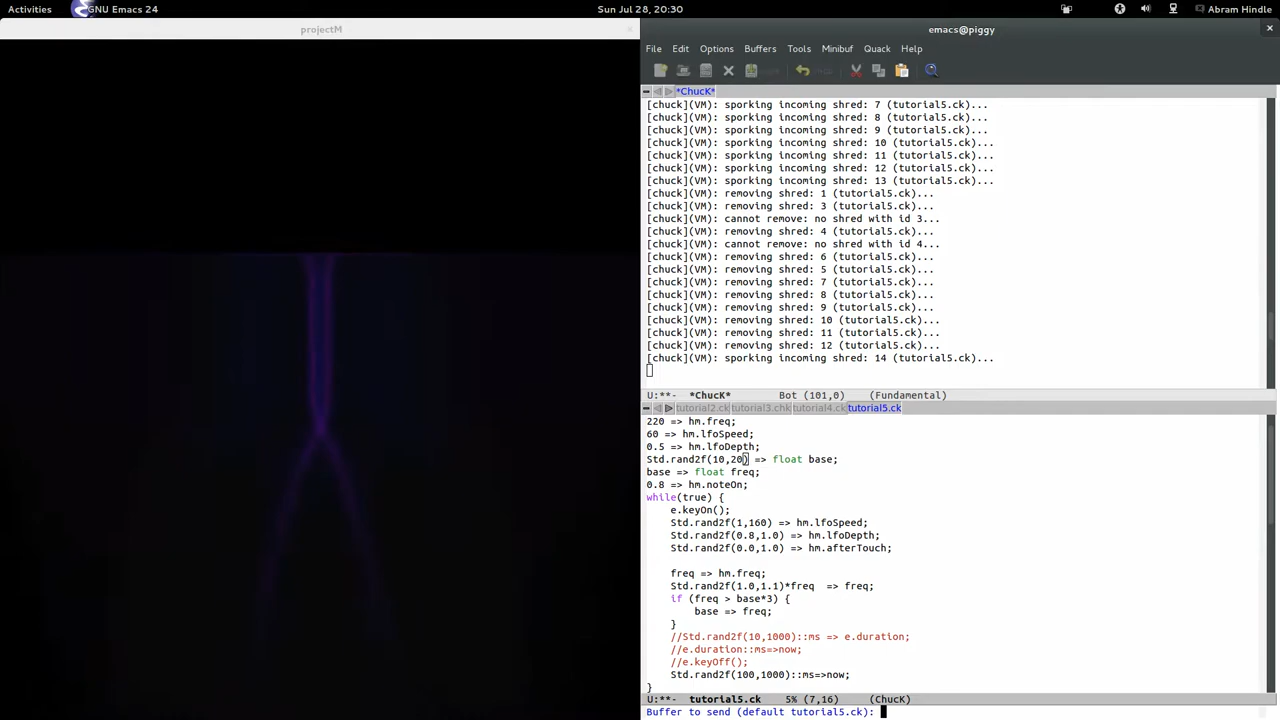 Activities GNU Emacs 24 Sun Jul 28, 20:30 Abram Hindle
projectM
emacs@piggy
File Edit Options Buffers Tools Minibuf Quack Help
*ChucK*
[chuck](VM): sporking incoming shred: 7 (tutorial5.ck)...
[chuck](VM): sporking incoming shred: 8 (tutorial5.ck)...
[chuck](VM): sporking incoming shred: 9 (tutorial5.ck)...
[chuck](VM): sporking incoming shred: 10 (tutorial5.ck)...
[chuck](VM): sporking incoming shred: 11 (tutorial5.ck)...
[chuck](VM): sporking incoming shred: 12 (tutorial5.ck)...
[chuck](VM): sporking incoming shred: 13 (tutorial5.ck)...
[chuck](VM): removing shred: 1 (tutorial5.ck)...
[chuck](VM): removing shred: 3 (tutorial5.ck)...
[chuck](VM): cannot remove: no shred with id 3...
[chuck](VM): removing shred: 4 (tutorial5.ck)...
[chuck](VM): cannot remove: no shred with id 4...
[chuck](VM): removing shred: 6 (tutorial5.ck)...
[chuck](VM): removing shred: 5 (tutorial5.ck)...
[chuck](VM): removing shred: 7 (tutorial5.ck)...
[chuck](VM): removing shred: 8 (tutorial5.ck)...
[chuck](VM): removing shred: 9 (tutorial5.ck)...
[chuck](VM): removing shred: 10 (tutorial5.ck)...
[chuck](VM): removing shred: 11 (tutorial5.ck)...
[chuck](VM): removing shred: 12 (tutorial5.ck)...
[chuck](VM): sporking incoming shred: 14 (tutorial5.ck)...
U:**- *ChucK* Bot (101,0) (Fundamental)
tutorial2.ck tutorial3.chk tutorial4.ck tutorial5.ck
220 => hm.freq;
60 => hm.lfoSpeed;
0.5 => hm.lfoDepth;
Std.rand2f(10,20) => float base;
base => float freq;
0.8 => hm.noteOn;
while(true) {
e.keyOn();
Std.rand2f(1,160) => hm.lfoSpeed;
Std.rand2f(0.8,1.0) => hm.lfoDepth;
Std.rand2f(0.0,1.0) => hm.afterTouch;
freq => hm.freq;
Std.rand2f(1.0,1.1)*freq  => freq;
if (freq > base*3) {
base => freq;
}
//Std.rand2f(10,1000)::ms => e.duration;
//e.duration::ms=>now;
//e.keyOff();
Std.rand2f(100,1000)::ms=>now;
}
U:**- tutorial5.ck 5% (7,16) (ChucK)
Buffer to send (default tutorial5.ck):